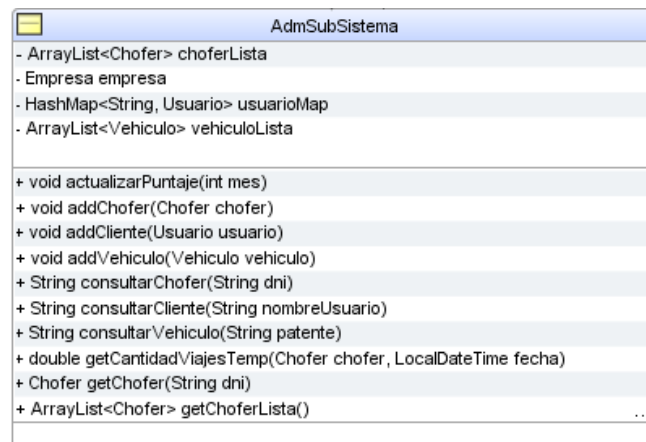 AdmSubSistema
- ArrayList<Chofer> choferLista
- Empresa empresa
- HashMap<String, Usuario> usuarioMap
- ArrayList<Vehiculo> vehiculoLista
+ void actualizarPuntaje(int mes)
+ void addChofer(Chofer chofer)
+ void addCliente(Usuario usuario)
+ void addVehiculo(Vehiculo vehiculo)
+ String consultarChofer(String dni)
+ String consultarCliente(String nombreUsuario)
+ String consultarVehiculo(String patente)
+ double getCantidadViajesTemp(Chofer chofer, LocalDateTime fecha)
+ Chofer getChofer(String dni)
+ ArrayList<Chofer> getChoferLista()